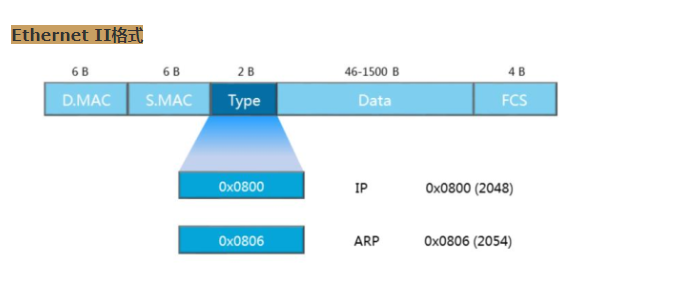 Ethernet II格式
6 B 6 B 2 B 46-1500 B 4 B
D.MAC S.MAC Type Data FCS
0x0800 IP 0x0800 (2048)
0x0806 ARP 0x0806 (2054)